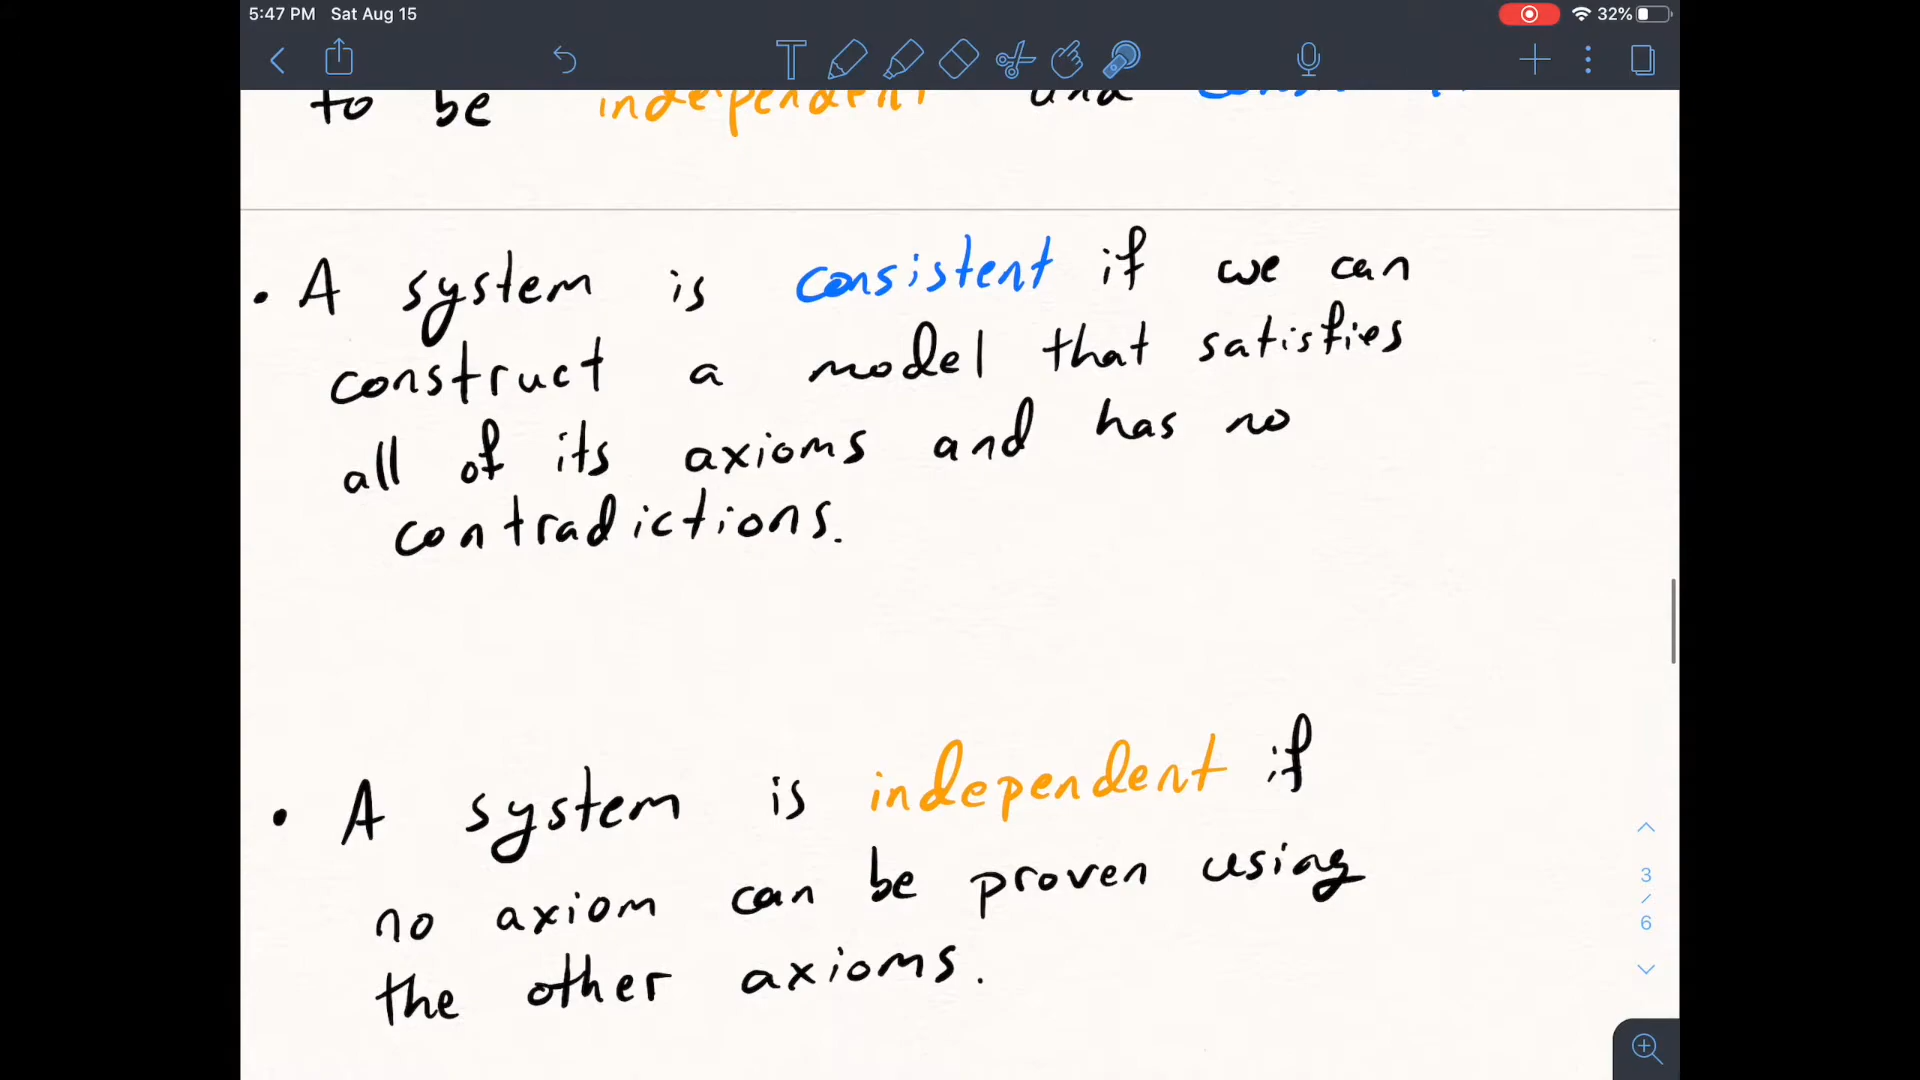 5:47 PM Sat Aug 15
32%
T
to be independent and
• A system is consistent if we can
construct a model that satisfies
all of its axioms and has no
contradictions.
• A system is independent if
no axiom can be proven using
the other axioms.
3
/
6